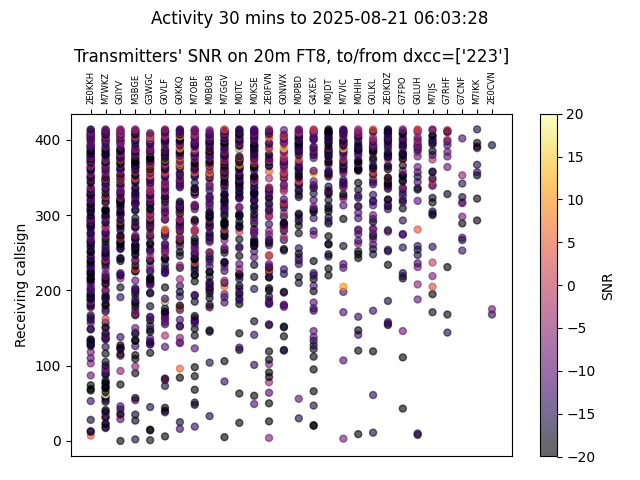 Activity 30 mins to 2025-08-21 06:03:28
Transmitters' SNR on 20m FT8, to/from dxcc=['223']
2E0KKH M7WKZ G0IYV M3BGE G3WGC G0VLF G0KKQ M7OBF M0BOB M7GGV M0ITC M0KSE 2E0FVN G0NWX M0PBD G4XEX M0JDT M7VIC M0HIH G0LKL 2E0KDZ G7FPO G0LUH M7JJS G7RHF G7CNF M7IKK 2E0CVN
400
300
200
100
0
Receiving callsign
20
15
10
5
0
−5
−10
−15
−20
SNR